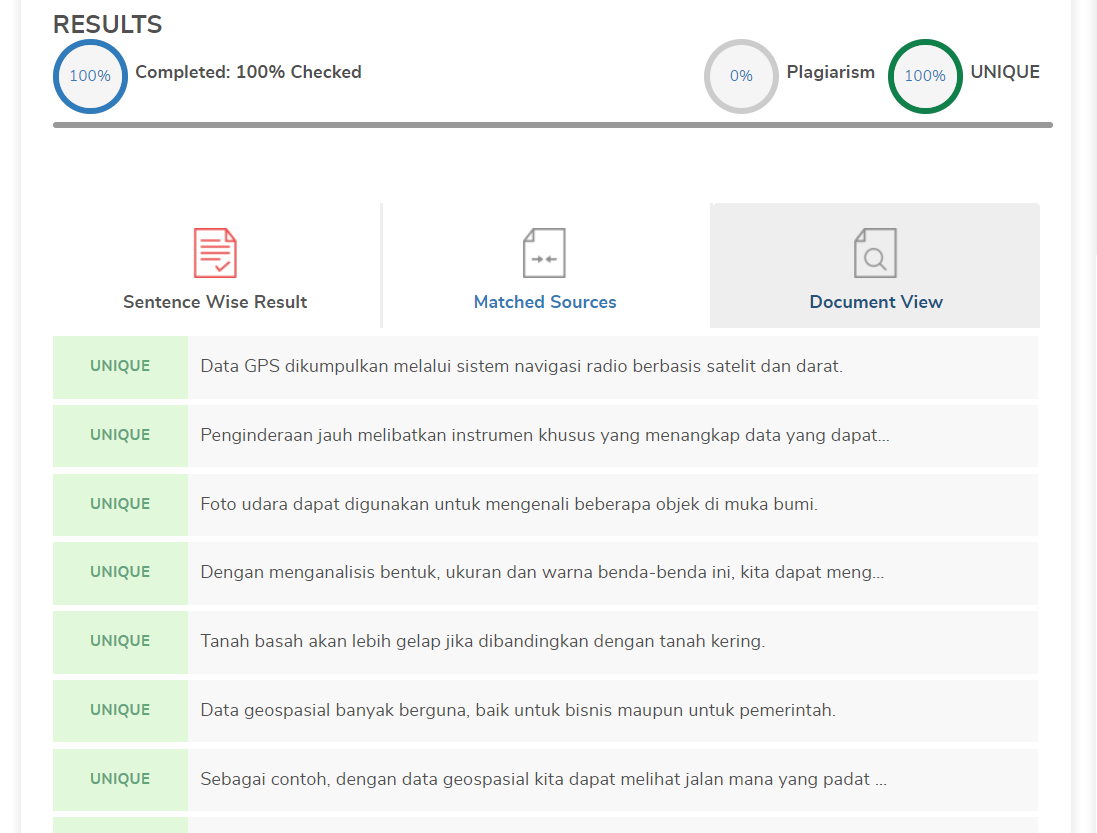 RESULTS
100% Completed: 100% Checked 0% Plagiarism 100% UNIQUE
Sentence Wise Result Matched Sources Document View
UNIQUE Data GPS dikumpulkan melalui sistem navigasi radio berbasis satelit dan darat.
UNIQUE Penginderaan jauh melibatkan instrumen khusus yang menangkap data yang dapat...
UNIQUE Foto udara dapat digunakan untuk mengenali beberapa objek di muka bumi.
UNIQUE Dengan menganalisis bentuk, ukuran dan warna benda-benda ini, kita dapat meng...
UNIQUE Tanah basah akan lebih gelap jika dibandingkan dengan tanah kering.
UNIQUE Data geospasial banyak berguna, baik untuk bisnis maupun untuk pemerintah.
UNIQUE Sebagai contoh, dengan data geospasial kita dapat melihat jalan mana yang padat ...